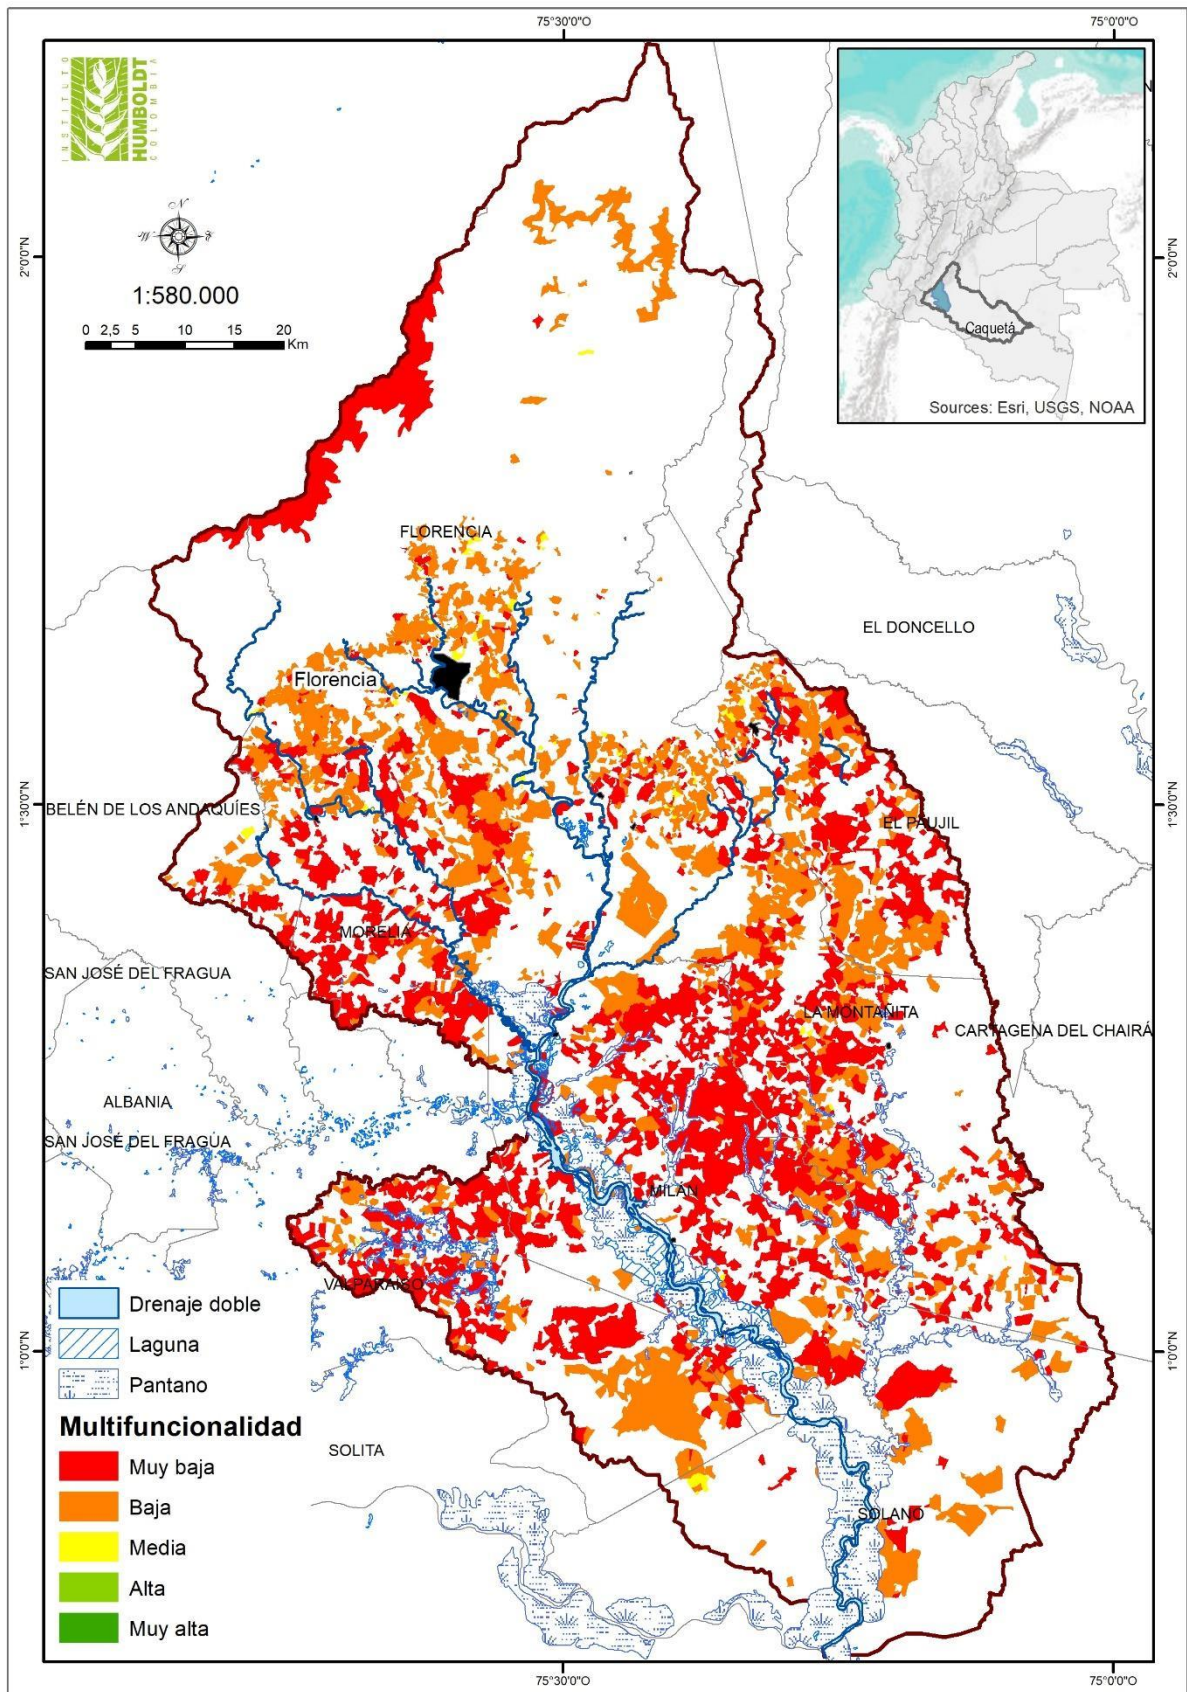 75°30'0"O
75°0'0"O
INSTITUTO
HUMBOLDT
COLOMBIA
N
W
E
S
1:580.000
0 2,5 5 10 15 20
Km
2°0'0"N
2°0'0"N
N
Caquetá
Sources: Esri, USGS, NOAA
FLORENCIA
EL DONCELLO
Florencia
1°30'0"N
1°30'0"N
BELÉN DE LOS ANDAQUÍES
EL PAUJIL
MORELIA
SAN JOSÉ DEL FRAGUA
LA MONTAÑITA
CARTAGENA DEL CHAIRÁ
ALBANIA
SAN JOSÉ DEL FRAGUA
MILÁN
VALPARAÍSO
Drenaje doble
Laguna
Pantano
1°0'0"N
1°0'0"N
Multifuncionalidad
Muy baja
Baja
Media
Alta
Muy alta
SOLITA
SOLANO
75°30'0"O
75°0'0"O